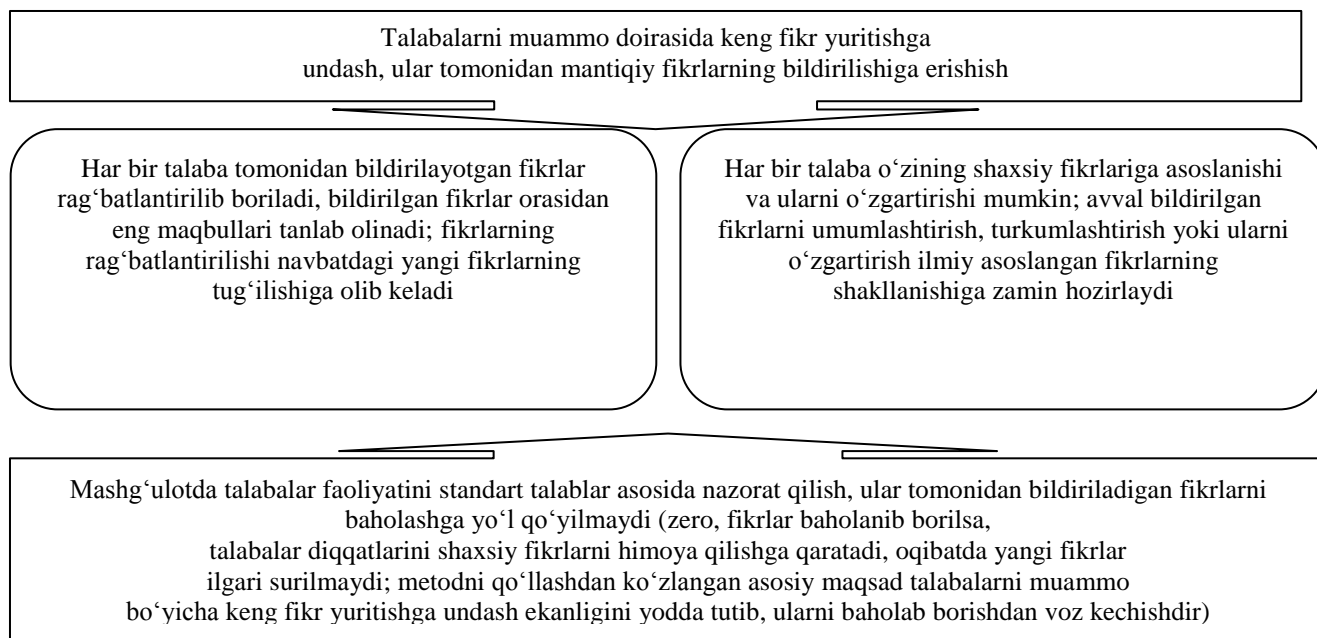 Talabalarni muammo doirasida keng fikr yuritishga
undash, ular tomonidan mantiqiy fikrlarning bildirilishiga erishish
Har bir talaba tomonidan bildirilayotgan fikrlar
rag‘batlantirilib boriladi, bildirilgan fikrlar orasidan
eng maqbullari tanlab olinadi; fikrlarning
rag‘batlantirilishi navbatdagi yangi fikrlarning
tug‘ilishiga olib keladi
Har bir talaba o‘zining shaxsiy fikrlariga asoslanishi
va ularni o‘zgartirishi mumkin; avval bildirilgan
fikrlarni umumlashtirish, turkumlashtirish yoki ularni
o‘zgartirish ilmiy asoslangan fikrlarning
shakllanishiga zamin hozirlaydi
Mashg‘ulotda talabalar faoliyatini standart talablar asosida nazorat qilish, ular tomonidan bildiriladigan fikrlarni
baholashga yo‘l qo‘yilmaydi (zero, fikrlar baholanib borilsa,
talabalar diqqatlarini shaxsiy fikrlarni himoya qilishga qaratadi, oqibatda yangi fikrlar
ilgari surilmaydi; metodni qo‘llashdan ko‘zlangan asosiy maqsad talabalarni muammo
bo‘yicha keng fikr yuritishga undash ekanligini yodda tutib, ularni baholab borishdan voz kechishdir)